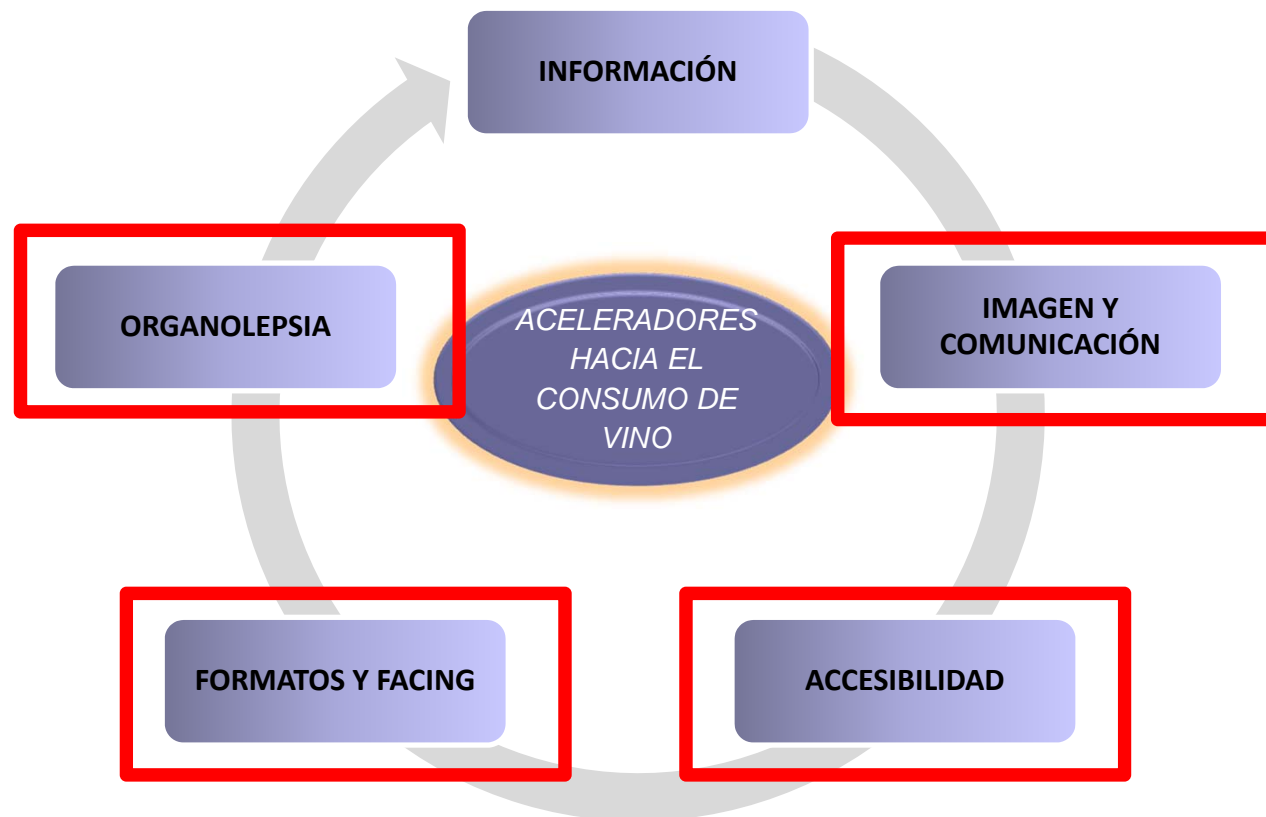 INFORMACIÓN
ORGANOLEPSIA
ACELERADORES
HACIA EL
CONSUMO DE
VINO
IMAGEN Y
COMUNICACIÓN
FORMATOS Y FACING
ACCESIBILIDAD